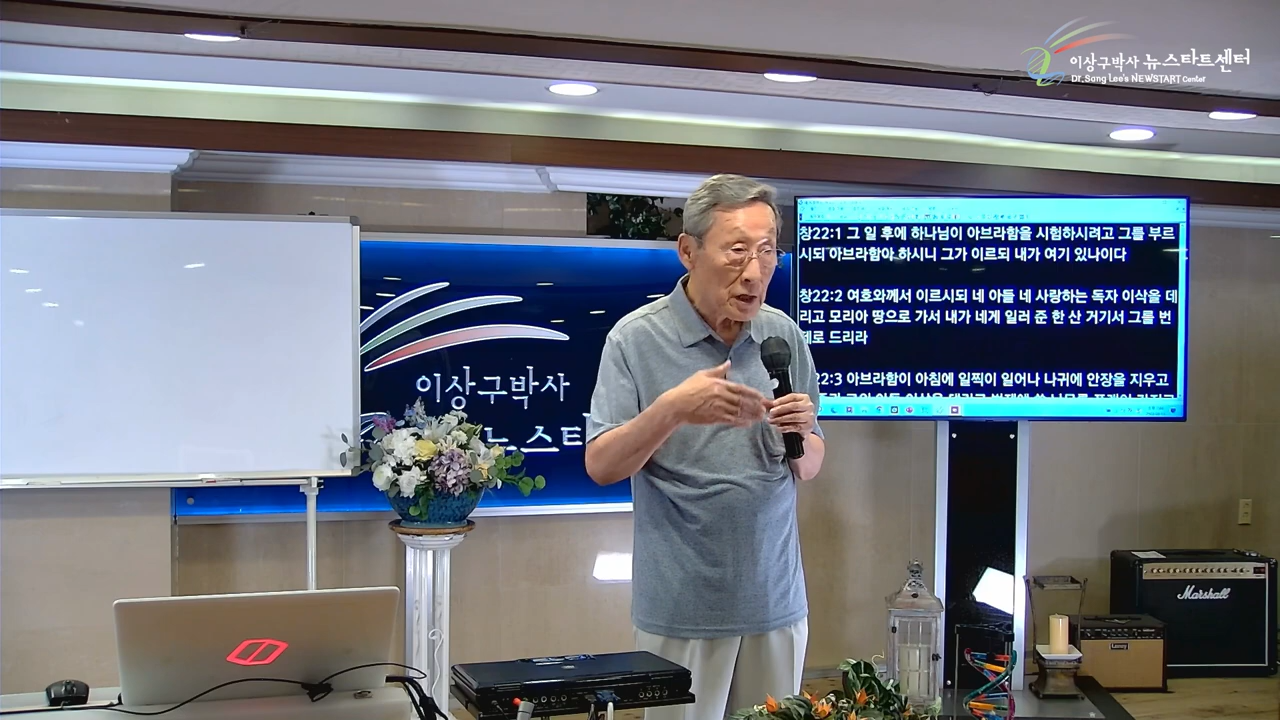 이상구박사 뉴스타트센터
Dr. Sang Lee's NEWSTART Center
창22:1 그 일 후에 하나님이 아브라함을 시험하시려고 그를 부르
시되 아브라함아 하시니 그가 이르되 내가 여기 있나이다
창22:2 여호와께서 이르시되 네 아들 네 사랑하는 독자 이삭을 데
리고 모리아 땅으로 가서 내가 네게 일러 준 한 산 거기서 그를 번
제로 드리라
22:3 아브라함이 아침에 일찍이 일어나 나귀에 안장을 지우고
이상구박사
뉴스타
Marshall
Laney